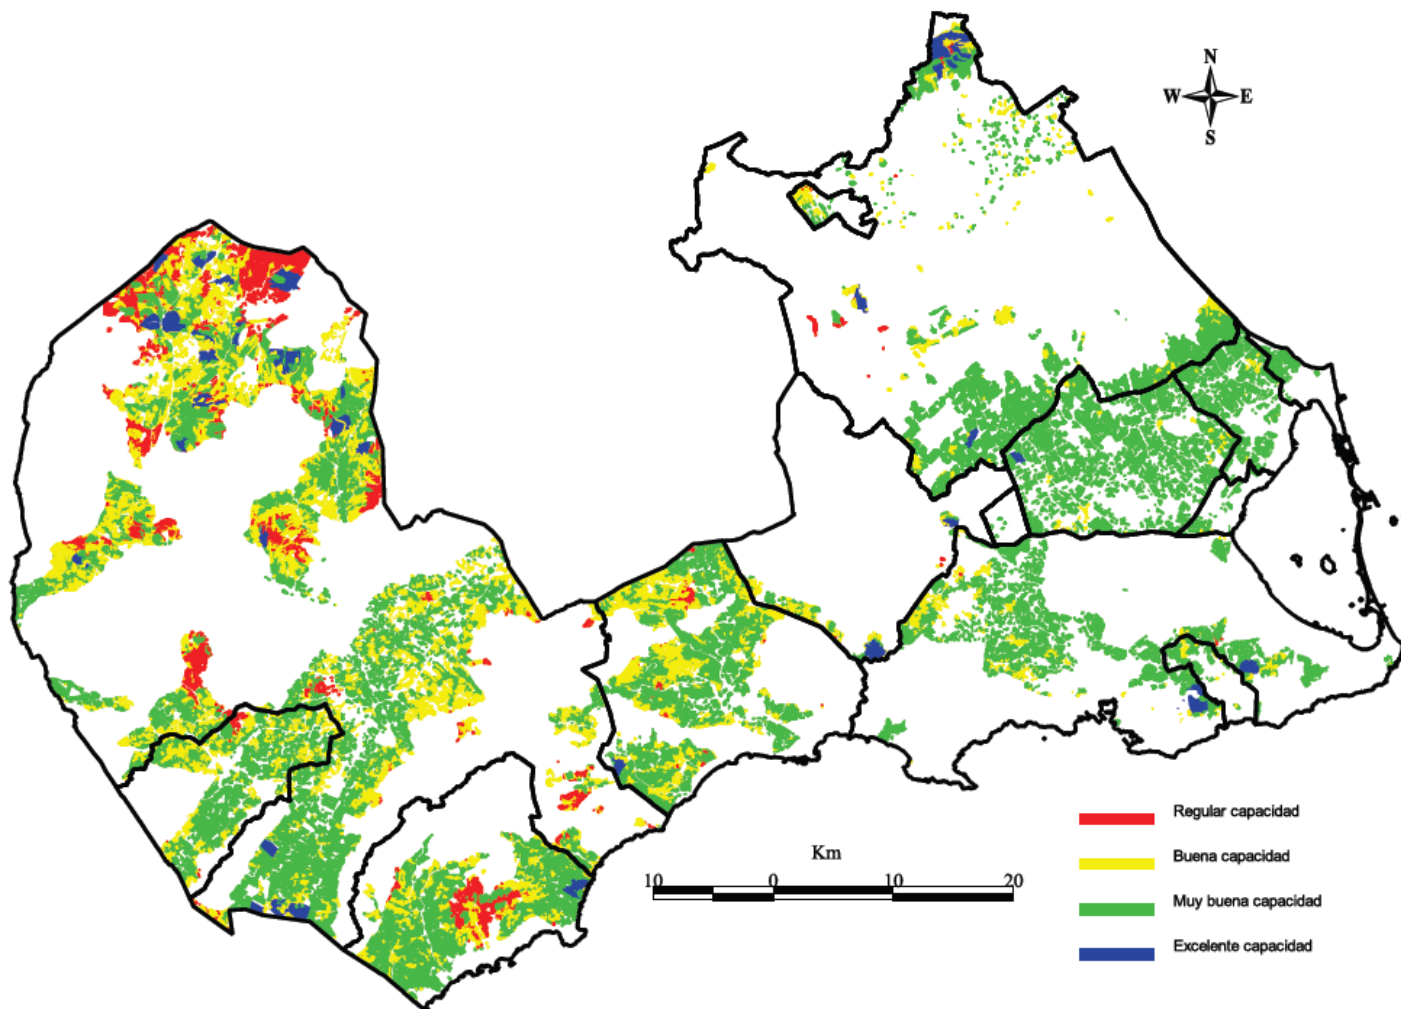 N
W E
S
Regular capacidad
Km
Buena capacidad
10 0 10 20
Muy buena capacidad
Excelente capacidad